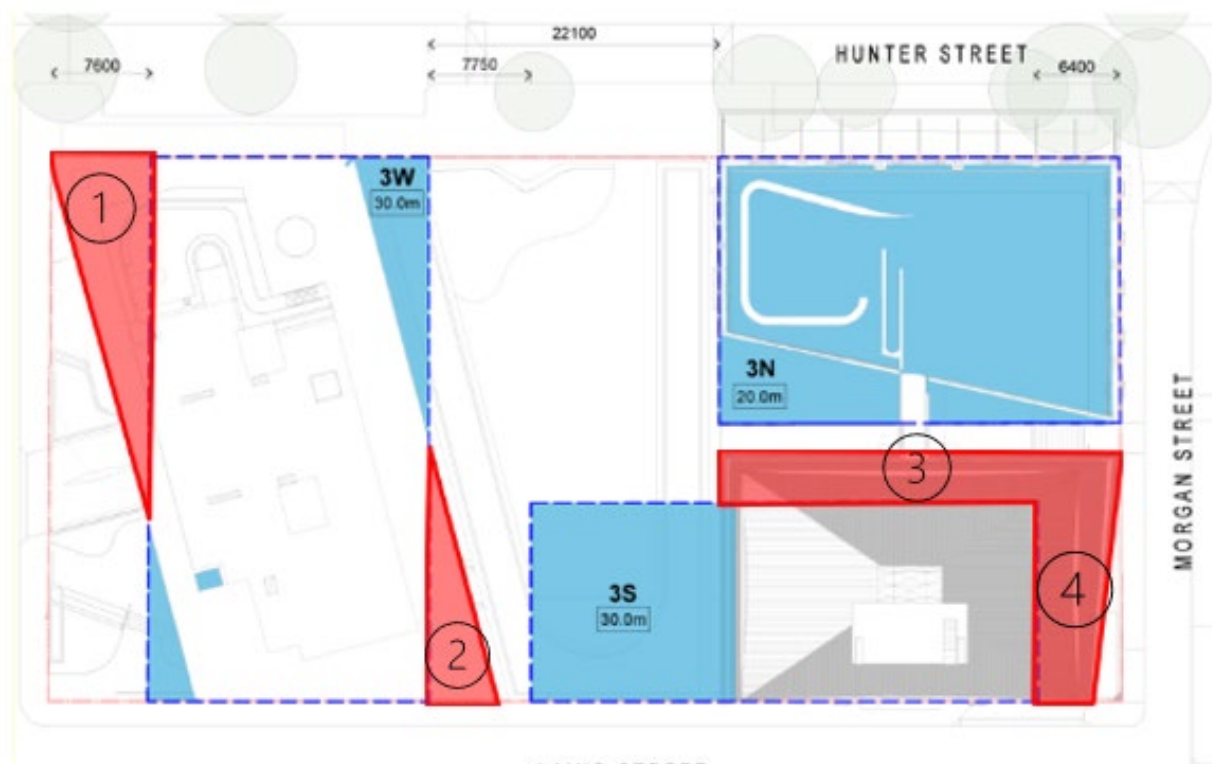 22100
HUNTER STREET
7600
7750
6400
3W
30.0m
1
3N
20.0m
3
MORGAN STREET
4
3S
30.0m
2